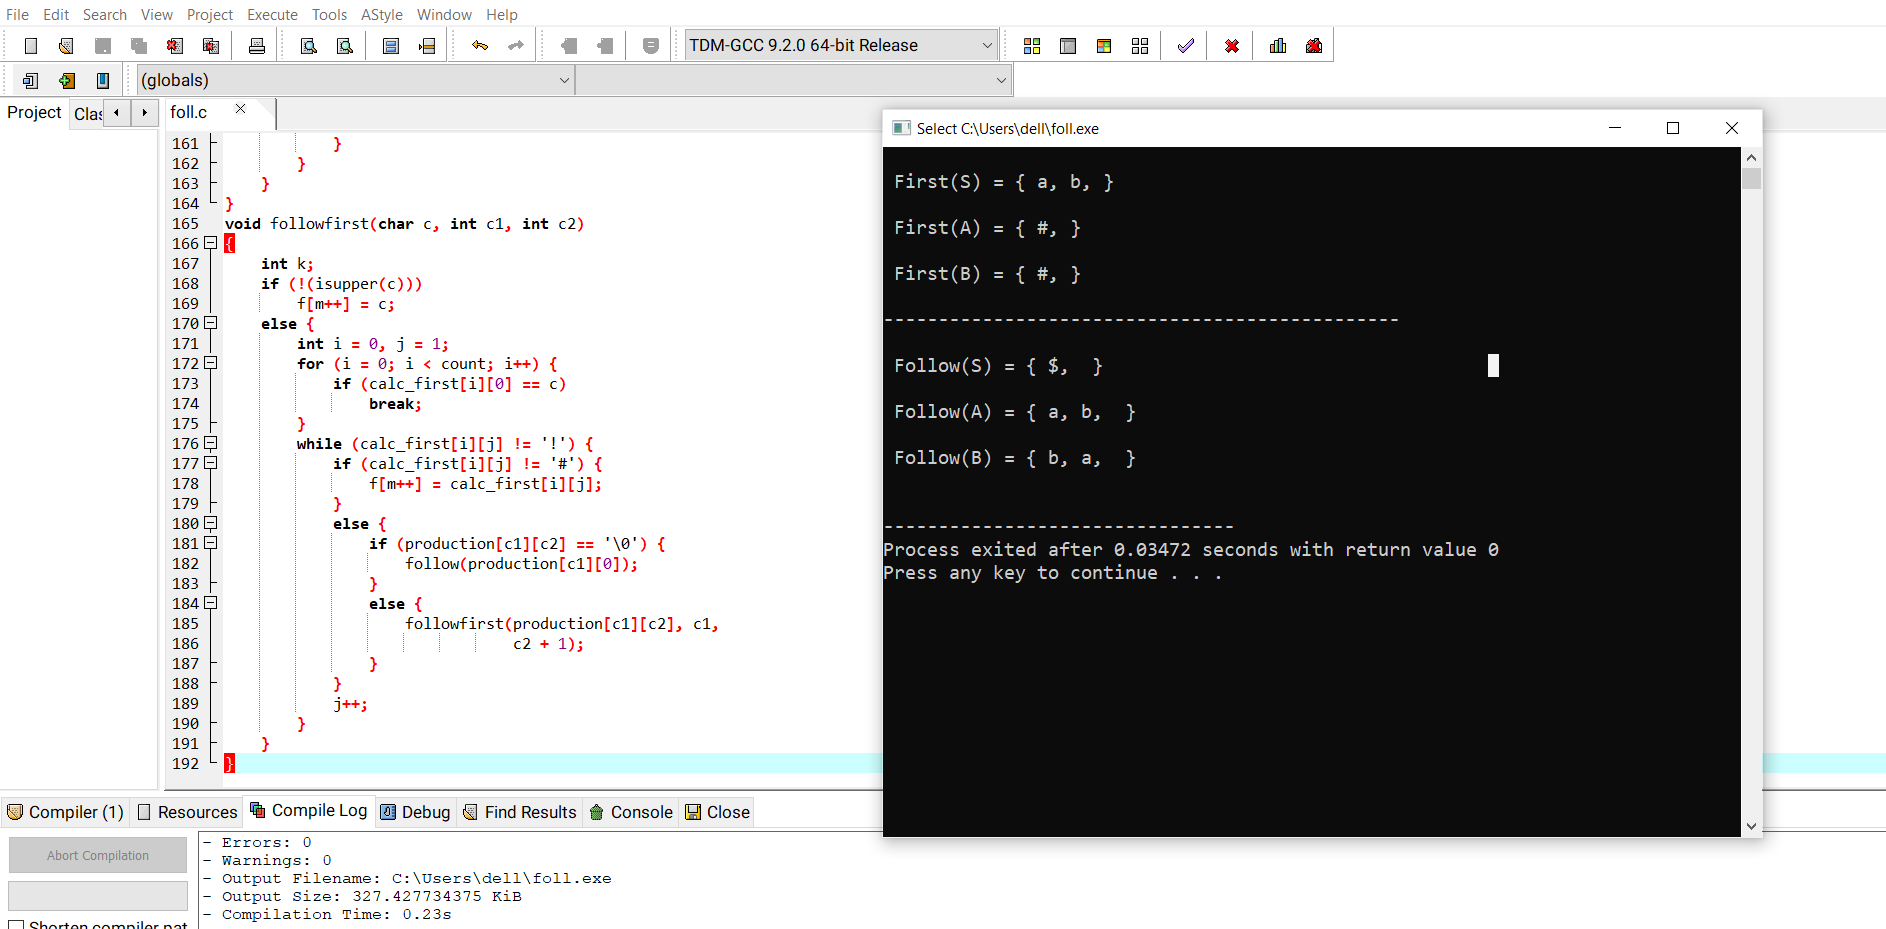 File Edit Search View Project Execute Tools AStyle Window Help
TDM-GCC 9.2.0 64-bit Release
(globals)
Project Clas foll.c
161 }
162 }
163 }
164 }
165 void followfirst(char c, int c1, int c2)
166 {
167 int k;
168 if (!(isupper(c)))
169 f[m++] = c;
170 else {
171 int i = 0, j = 1;
172 for (i = 0; i < count; i++) {
173 if (calc_first[i][0] == c)
174 break;
175 }
176 while (calc_first[i][j] != '!') {
177 if (calc_first[i][j] != '#') {
178 f[m++] = calc_first[i][j];
179 }
180 else {
181 if (production[c1][c2] == '\0') {
182 follow(production[c1][0]);
183 }
184 else {
185 followfirst(production[c1][c2], c1,
186 c2 + 1);
187 }
188 }
189 j++;
190 }
191 }
192 }
Select C:\Users\dell\foll.exe
First(S) = { a, b, }
First(A) = { #, }
First(B) = { #, }
-----------------------------------------------
Follow(S) = { $,  }
Follow(A) = { a, b,  }
Follow(B) = { b, a,  }
--------------------------------
Process exited after 0.03472 seconds with return value 0
Press any key to continue . . .
Compiler (1) Resources Compile Log Debug Find Results Console Close
Abort Compilation
Shorten compiler pat
- Errors: 0
- Warnings: 0
- Output Filename: C:\Users\dell\foll.exe
- Output Size: 327.427734375 KiB
- Compilation Time: 0.23s